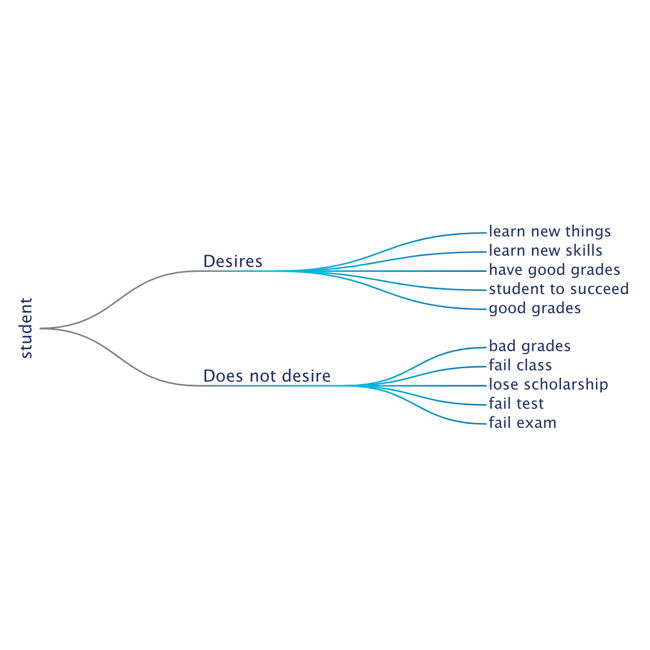 student
Desires
learn new things
learn new skills
have good grades
student to succeed
good grades
Does not desire
bad grades
fail class
lose scholarship
fail test
fail exam